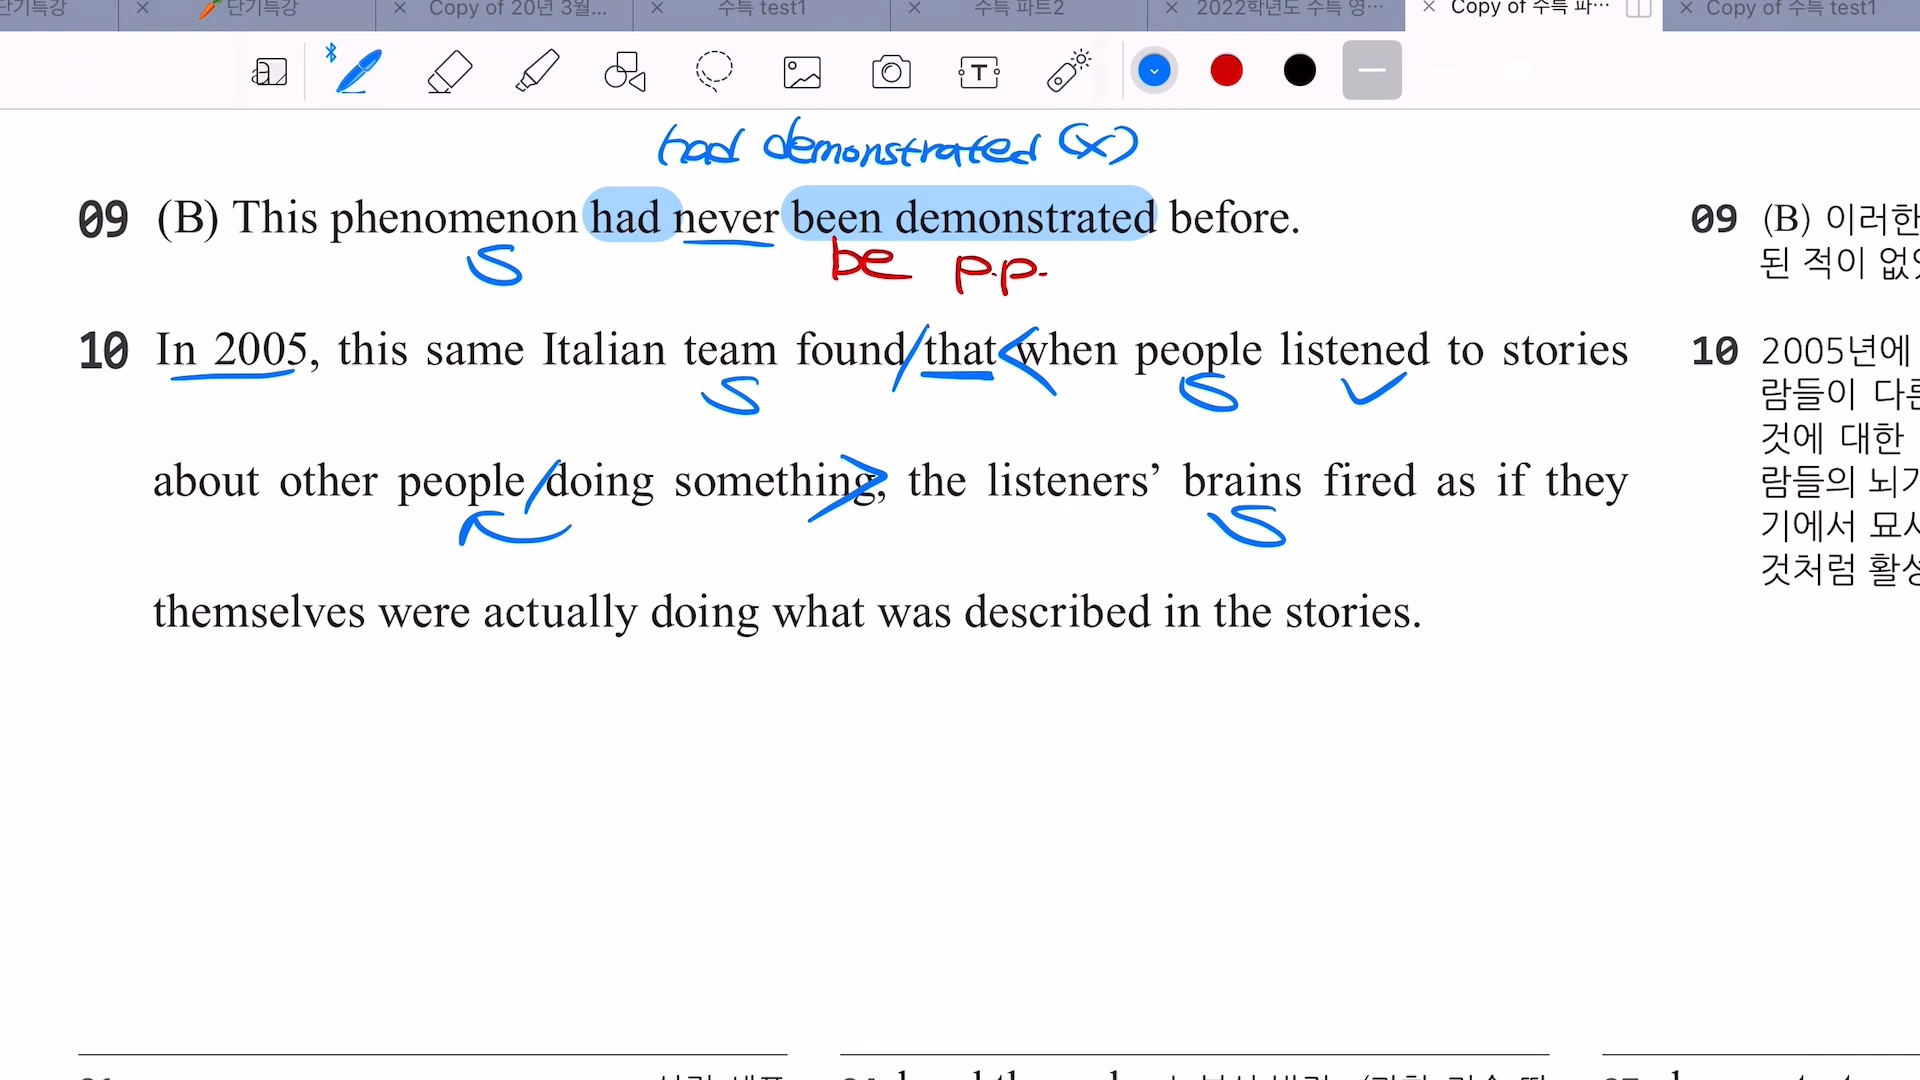 단기특강
단기특강
Copy of 20년 3월...
수특 test1
수특 파트2
2022학년도 수특 영...
Copy of 수특 파...
Copy of 수특 test1
had demonstrated (x)
09 (B) This phenomenon had never been demonstrated before.
S be p.p.
10 In 2005, this same Italian team found / that < when people listened to stories
S S
about other people / doing something, > the listeners’ brains fired as if they
S
themselves were actually doing what was described in the stories.
09 (B) 이러한
된 적이 없었
10 2005년에
람들이 다른
것에 대한
람들의 뇌가
기에서 묘사
것처럼 활성